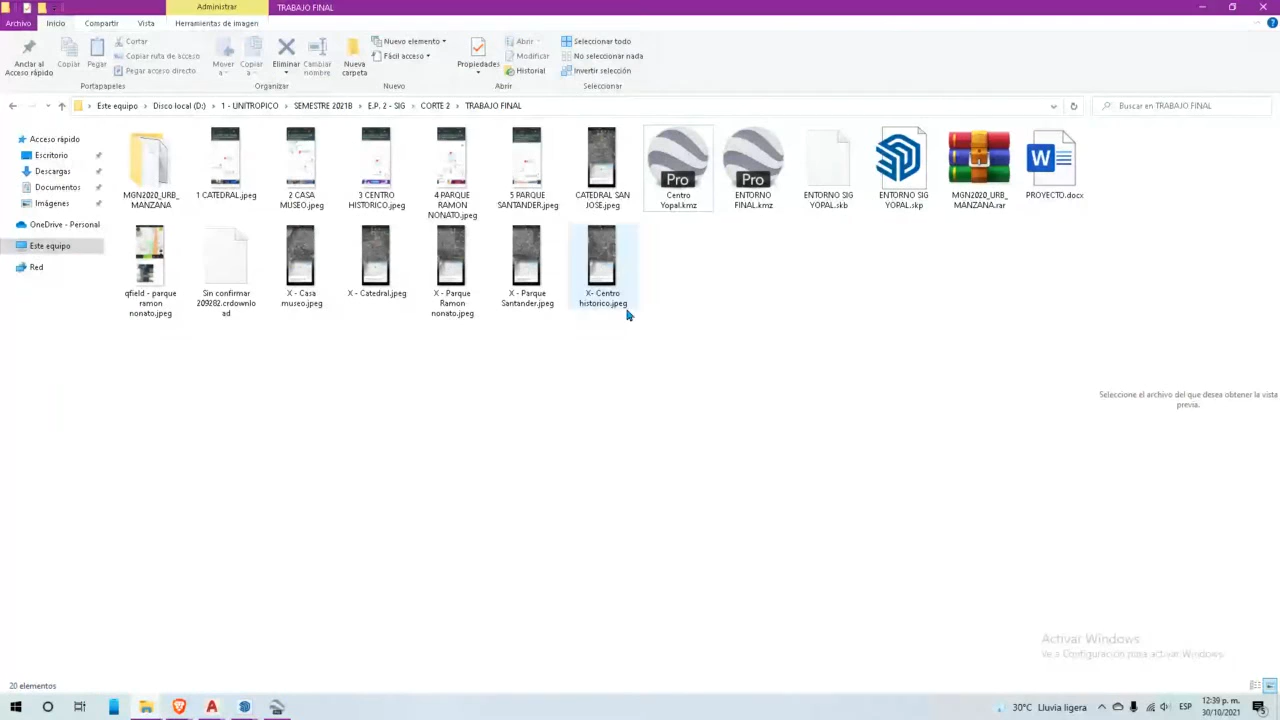 Administrar
TRABAJO FINAL
Archivo
Inicio
Compartir
Vista
Herramientas de imagen
Anclar al
Acceso rápido
Copiar
Pegar
Cortar
Copiar ruta de acceso
Pegar acceso directo
Portapapeles
Mover
a
Copiar
a
Eliminar
Cambiar
nombre
Organizar
Nueva
carpeta
Nuevo elemento
Fácil acceso
Nuevo
Propiedades
Abrir
Modificar
Historial
Abrir
Seleccionar todo
No seleccionar nada
Invertir selección
Seleccionar
Este equipo > Disco local (D:) > 1 - UNITROPICO > SEMESTRE 2021B > E.P. 2 - SIG > CORTE 2 > TRABAJO FINAL
Buscar en TRABAJO FINAL
Acceso rápido
Escritorio
Descargas
Documentos
Imágenes
OneDrive - Personal
Este equipo
Red
MGN2020_URB_
MANZANA
1 CATEDRAL.jpeg
2 CASA
MUSEO.jpeg
3 CENTRO
HISTORICO.jpeg
4 PARQUE
RAMON
NONATO.jpeg
5 PARQUE
SANTANDER.jpeg
CATEDRAL SAN
JOSE.jpeg
Pro
Centro
Yopal.kmz
Pro
ENTORNO
FINAL.kmz
ENTORNO SIG
YOPAL.skb
ENTORNO SIG
YOPAL.skp
MGN2020_URB_
MANZANA.rar
W
PROYECTO.docx
qfield - parque
ramon
nonato.jpeg
Sin confirmar
209282.crdownlo
ad
X - Casa
museo.jpeg
X - Catedral.jpeg
X - Parque
Ramon
nonato.jpeg
X - Parque
Santander.jpeg
X- Centro
historico.jpeg
Seleccione el archivo del que desea obtener la vista
previa.
Activar Windows
Ve a Configuración para activar Windows.
20 elementos
30°C Lluvia ligera
ESP
12:39 p. m.
30/10/2021